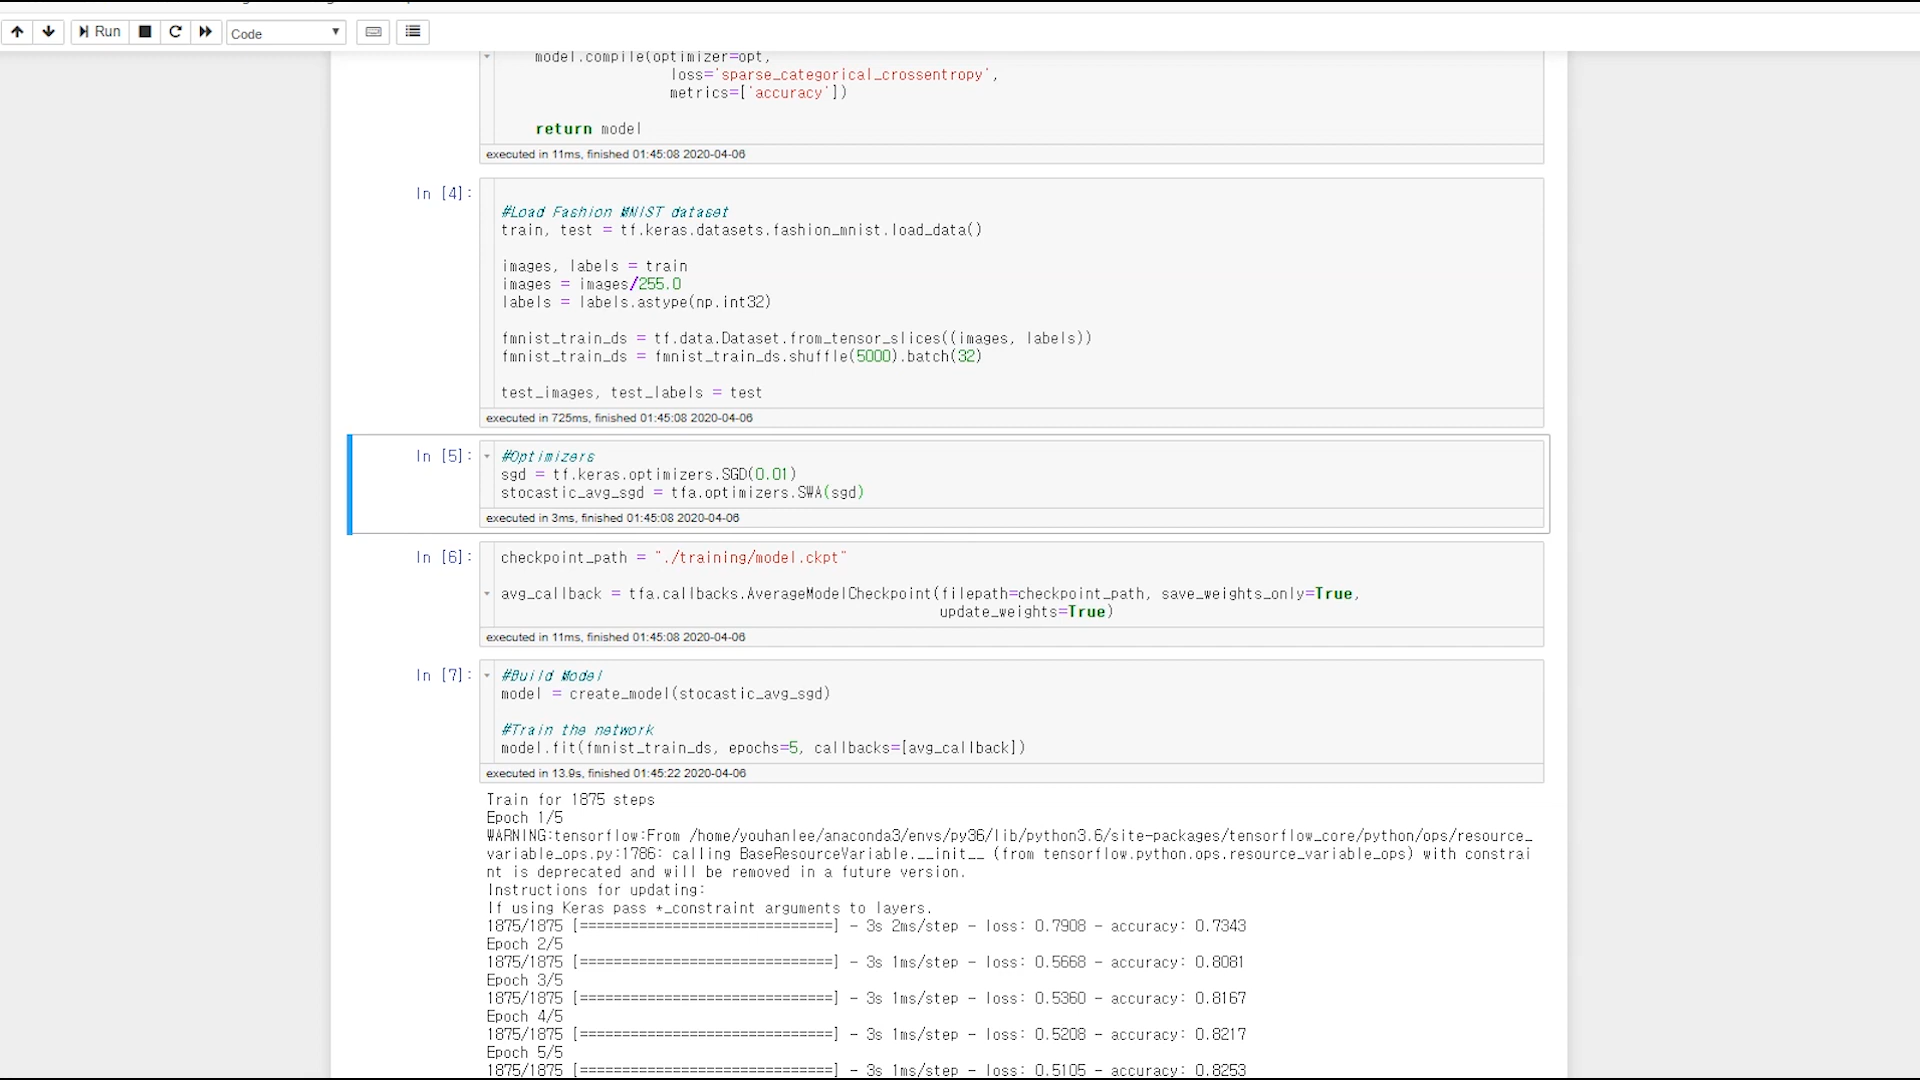 Run
Code
model.compile(optimizer=opt,
loss='sparse_categorical_crossentropy',
metrics=['accuracy'])
return model
executed in 11ms, finished 01:45:08 2020-04-06
In [4]:
#Load Fashion MNIST dataset
train, test = tf.keras.datasets.fashion_mnist.load_data()
images, labels = train
images = images/255.0
labels = labels.astype(np.int32)
fmnist_train_ds = tf.data.Dataset.from_tensor_slices((images, labels))
fmnist_train_ds = fmnist_train_ds.shuffle(5000).batch(32)
test_images, test_labels = test
executed in 725ms, finished 01:45:08 2020-04-06
In [5]:
#Optimizers
sgd = tf.keras.optimizers.SGD(0.01)
stocastic_avg_sgd = tfa.optimizers.SWA(sgd)
executed in 3ms, finished 01:45:08 2020-04-06
In [6]:
checkpoint_path = "./training/model.ckpt"
avg_callback = tfa.callbacks.AverageModelCheckpoint(filepath=checkpoint_path, save_weights_only=True,
update_weights=True)
executed in 11ms, finished 01:45:08 2020-04-06
In [7]:
#Build Model
model = create_model(stocastic_avg_sgd)
#Train the network
model.fit(fmnist_train_ds, epochs=5, callbacks=[avg_callback])
executed in 13.9s, finished 01:45:22 2020-04-06
Train for 1875 steps
Epoch 1/5
WARNING:tensorflow:From /home/youhanlee/anaconda3/envs/py36/lib/python3.6/site-packages/tensorflow_core/python/ops/resource_
variable_ops.py:1786: calling BaseResourceVariable.__init__ (from tensorflow.python.ops.resource_variable_ops) with constrai
nt is deprecated and will be removed in a future version.
Instructions for updating:
If using Keras pass *_constraint arguments to layers.
1875/1875 [==============================] - 3s 2ms/step - loss: 0.7908 - accuracy: 0.7343
Epoch 2/5
1875/1875 [==============================] - 3s 1ms/step - loss: 0.5668 - accuracy: 0.8081
Epoch 3/5
1875/1875 [==============================] - 3s 1ms/step - loss: 0.5360 - accuracy: 0.8167
Epoch 4/5
1875/1875 [==============================] - 3s 1ms/step - loss: 0.5208 - accuracy: 0.8217
Epoch 5/5
1875/1875 [==============================] - 3s 1ms/step - loss: 0.5105 - accuracy: 0.8253